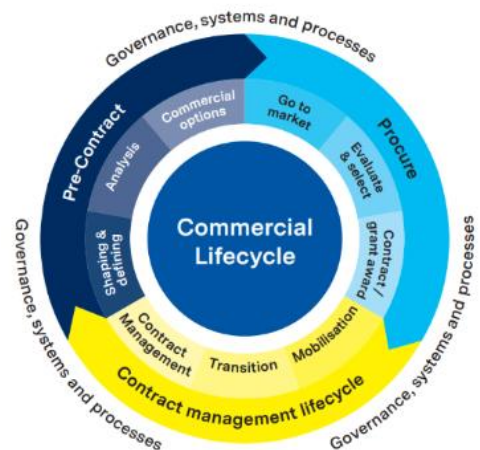 Governance, systems and processes
Pre-Contract
Shaping &
defining
Analysis
Commercial
options
Procure
Go to
market
Evaluate
& select
Contract /
grant award
Governance, systems and processes
Contract management lifecycle
Mobilisation
Transition
Contract
Management
Governance, systems and processes
Commercial
Lifecycle